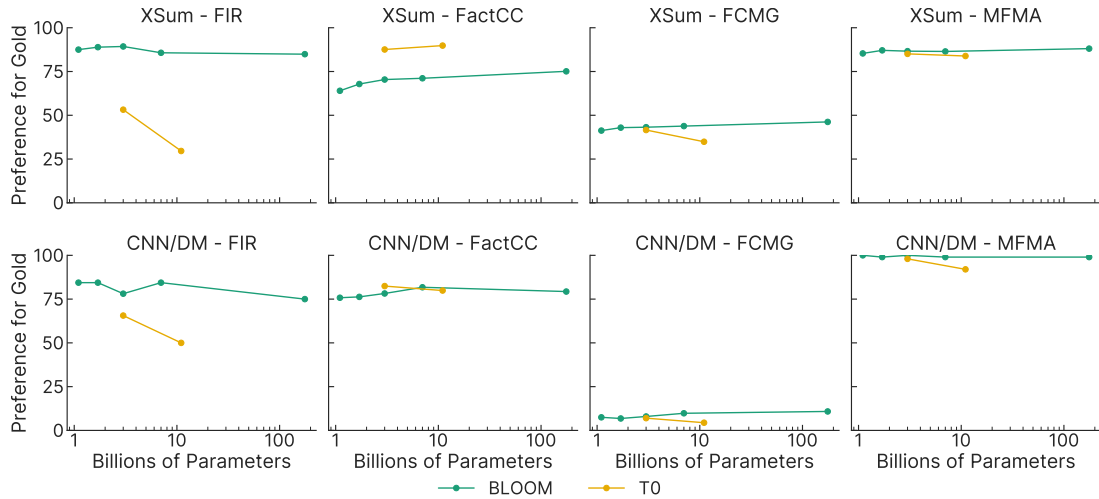 XSum - FIR
XSum - FactCC
XSum - FCMG
XSum - MFMA
Preference for Gold
100
75
50
25
0
CNN/DM - FIR
CNN/DM - FactCC
CNN/DM - FCMG
CNN/DM - MFMA
Preference for Gold
100
75
50
25
0
1 10 100
1 10 100
1 10 100
1 10 100
Billions of Parameters
Billions of Parameters
Billions of Parameters
Billions of Parameters
BLOOM T0